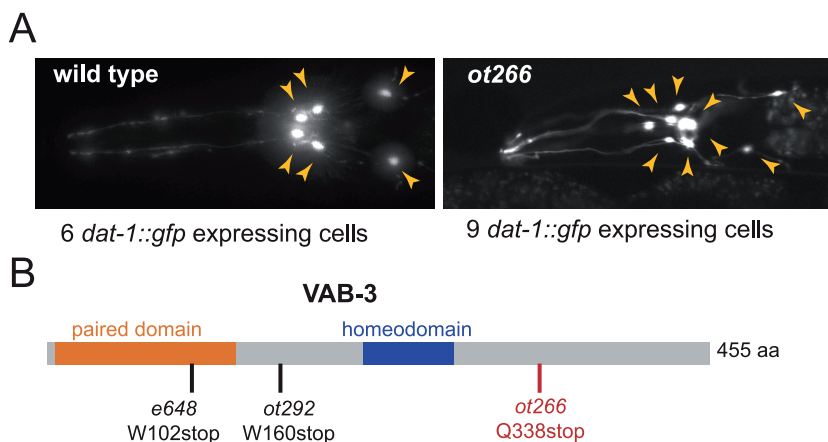 A
wild type
ot266
6 dat-1::gfp expressing cells
9 dat-1::gfp expressing cells
B
VAB-3
paired domain
homeodomain
455 aa
e648
W102stop
ot292
W160stop
ot266
Q338stop